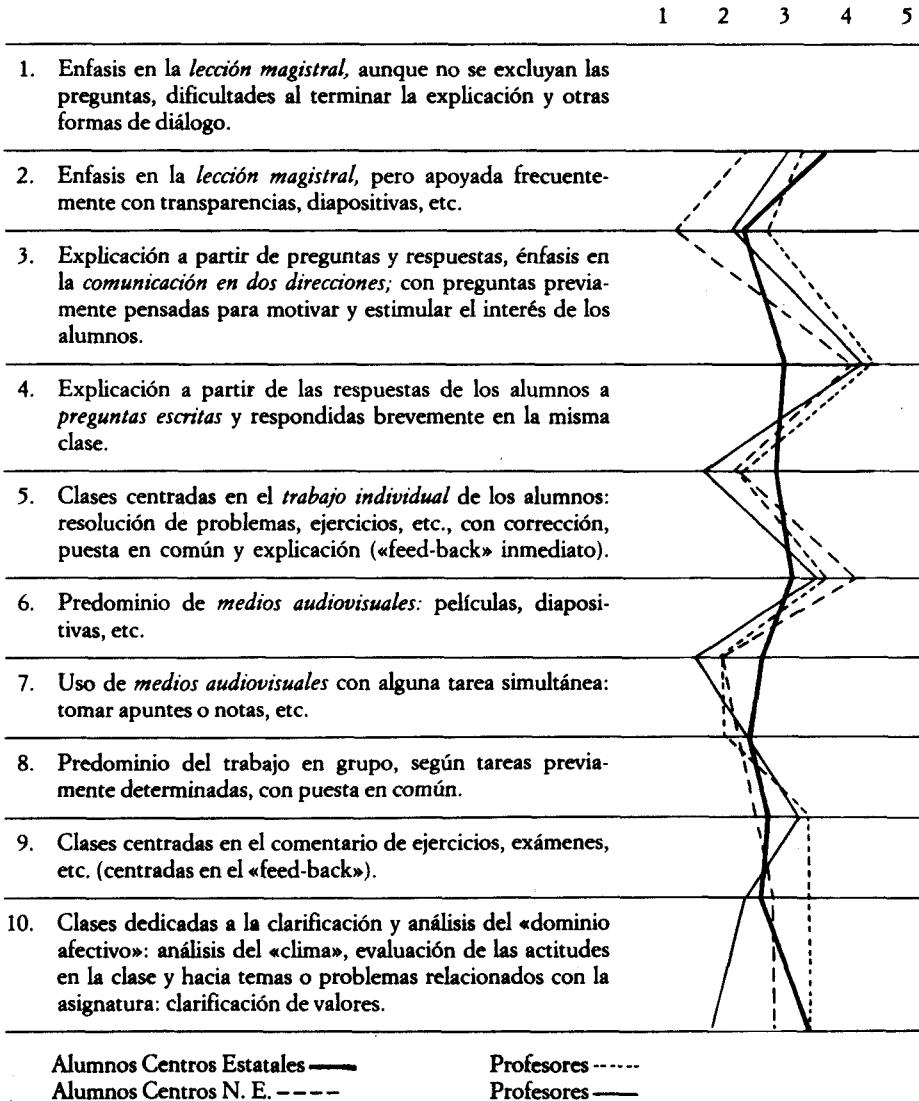 1 2 3 4 5
1. Enfasis en la lección magistral, aunque no se excluyan las
preguntas, dificultades al terminar la explicación y otras
formas de diálogo.
2. Enfasis en la lección magistral, pero apoyada frecuente-
mente con transparencias, diapositivas, etc.
3. Explicación a partir de preguntas y respuestas, énfasis en
la comunicación en dos direcciones; con preguntas previa-
mente pensadas para motivar y estimular el interés de los
alumnos.
4. Explicación a partir de las respuestas de los alumnos a
preguntas escritas y respondidas brevemente en la misma
clase.
5. Clases centradas en el trabajo individual de los alumnos:
resolución de problemas, ejercicios, etc., con corrección,
puesta en común y explicación («feed-back» inmediato).
6. Predominio de medios audiovisuales: películas, diaposi-
tivas, etc.
7. Uso de medios audiovisuales con alguna tarea simultánea:
tomar apuntes o notas, etc.
8. Predominio del trabajo en grupo, según tareas previa-
mente determinadas, con puesta en común.
9. Clases centradas en el comentario de ejercicios, exámenes,
etc. (centradas en el «feed-back»).
10. Clases dedicadas a la clarificación y análisis del «dominio
afectivo»: análisis del «clima», evaluación de las actitudes
en la clase y hacia temas o problemas relacionados con la
asignatura: clarificación de valores.
Alumnos Centros Estatales Profesores
Alumnos Centros N. E. Profesores